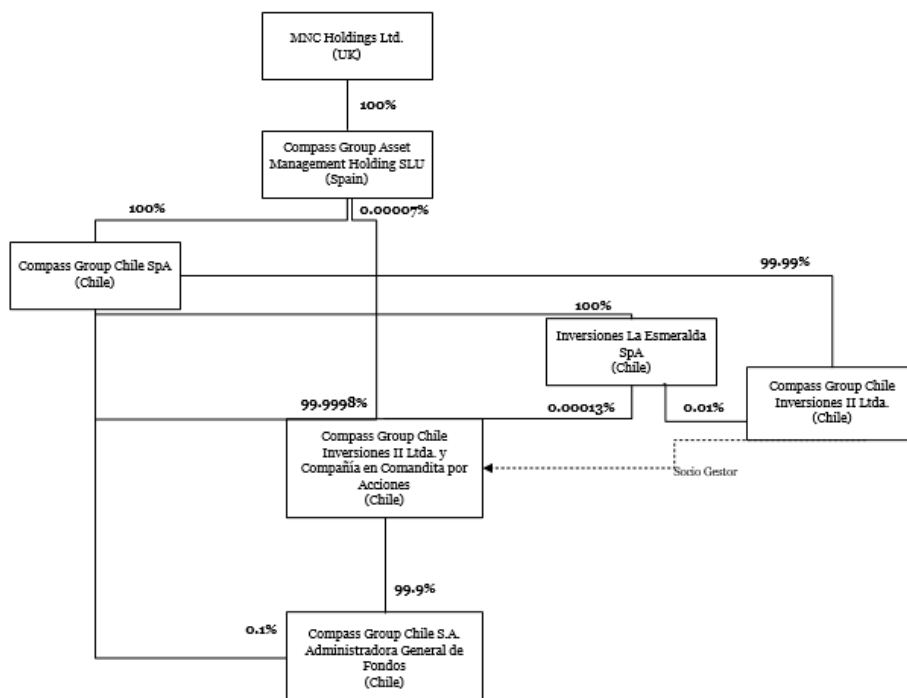 MNC Holdings Ltd.
(UK)
100%
Compass Group Asset
Management Holding SLU
(Spain)
100%
0.00007%
Compass Group Chile SpA
(Chile)
99.99%
100%
Inversiones La Esmeralda
SpA
(Chile)
Compass Group Chile
Inversiones II Ltda.
(Chile)
99.9998%
0.00013%
0.01%
Compass Group Chile
Inversiones II Ltda. y
Compañía en Comandita por
Acciones
(Chile)
Socio Gestor
99.9%
0.1%
Compass Group Chile S.A.
Administradora General de
Fondos
(Chile)